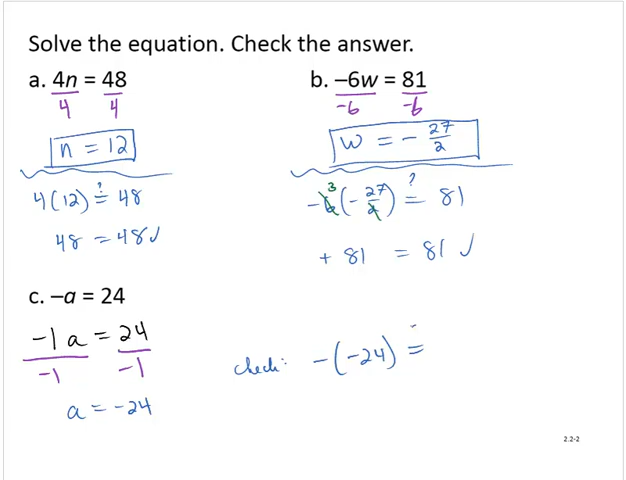 Solve the equation. Check the answer.
a. 4n = 48
4 4
n = 12
4(12) ≟ 48
48 = 48 ✓
b. –6w = 81
-6 -6
w = - 27/2
-6(-27/2) ≟ 81
3
+ 81 = 81 ✓
c. –a = 24
-1 a = 24
-1 -1
a = -24
check: -(-24) =
2.2-2